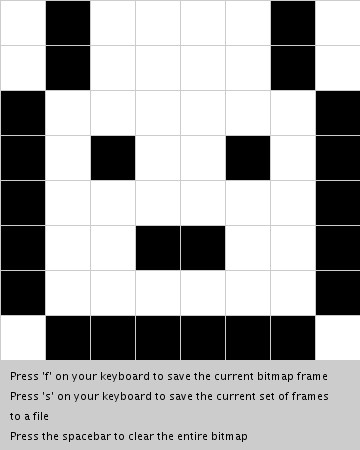 Press 'f' on your keyboard to save the current bitmap frame
Press 's' on your keyboard to save the current set of frames
to a file
Press the spacebar to clear the entire bitmap